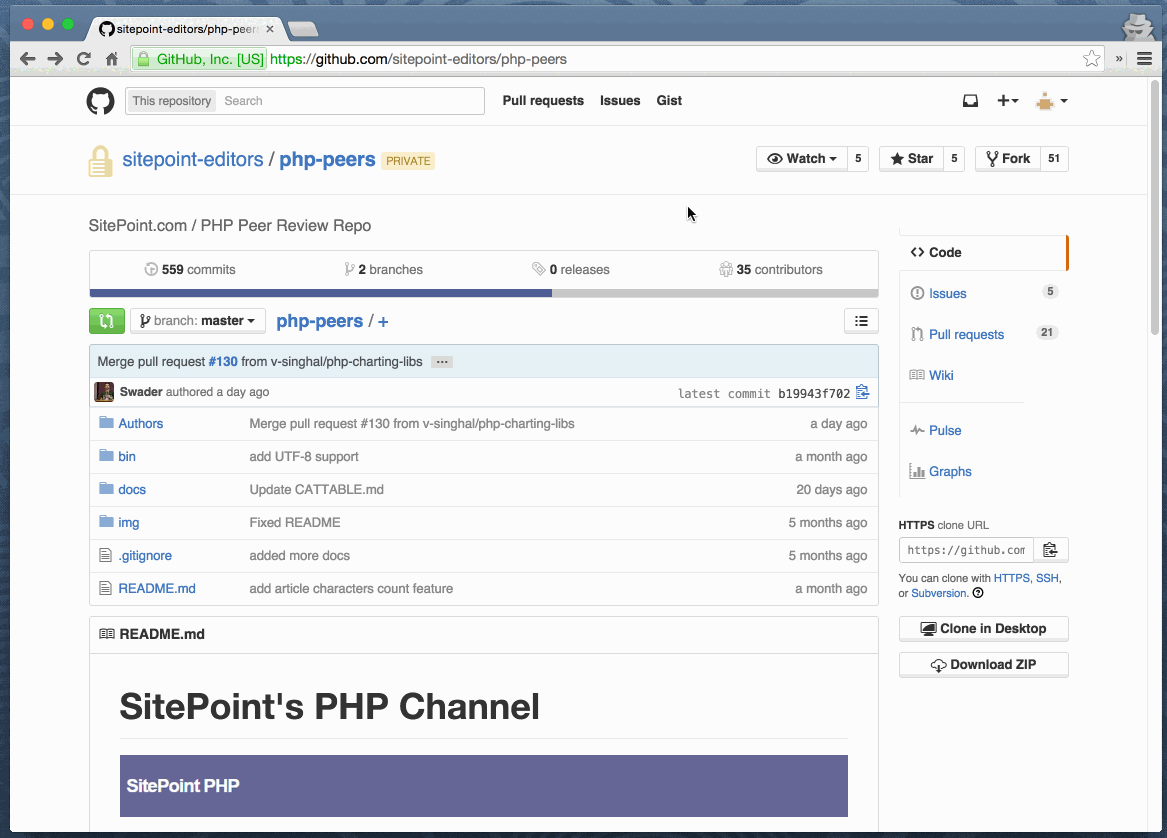 sitepoint-editors/php-peer
GitHub, Inc. [US] https://github.com/sitepoint-editors/php-peers
This repository Search Pull requests Issues Gist
sitepoint-editors / php-peers PRIVATE Watch 5 Star 5 Fork 51
SitePoint.com / PHP Peer Review Repo
559 commits 2 branches 0 releases 35 contributors
branch: master php-peers / +
Merge pull request #130 from v-singhal/php-charting-libs ...
Swader authored a day ago latest commit b19943f702
Authors Merge pull request #130 from v-singhal/php-charting-libs a day ago
bin add UTF-8 support a month ago
docs Update CATTABLE.md 20 days ago
img Fixed README 5 months ago
.gitignore added more docs 5 months ago
README.md add article characters count feature a month ago
README.md
SitePoint's PHP Channel
SitePoint PHP
Code
Issues 5
Pull requests 21
Wiki
Pulse
Graphs
HTTPS clone URL
https://github.com
You can clone with HTTPS, SSH,
or Subversion.
Clone in Desktop
Download ZIP